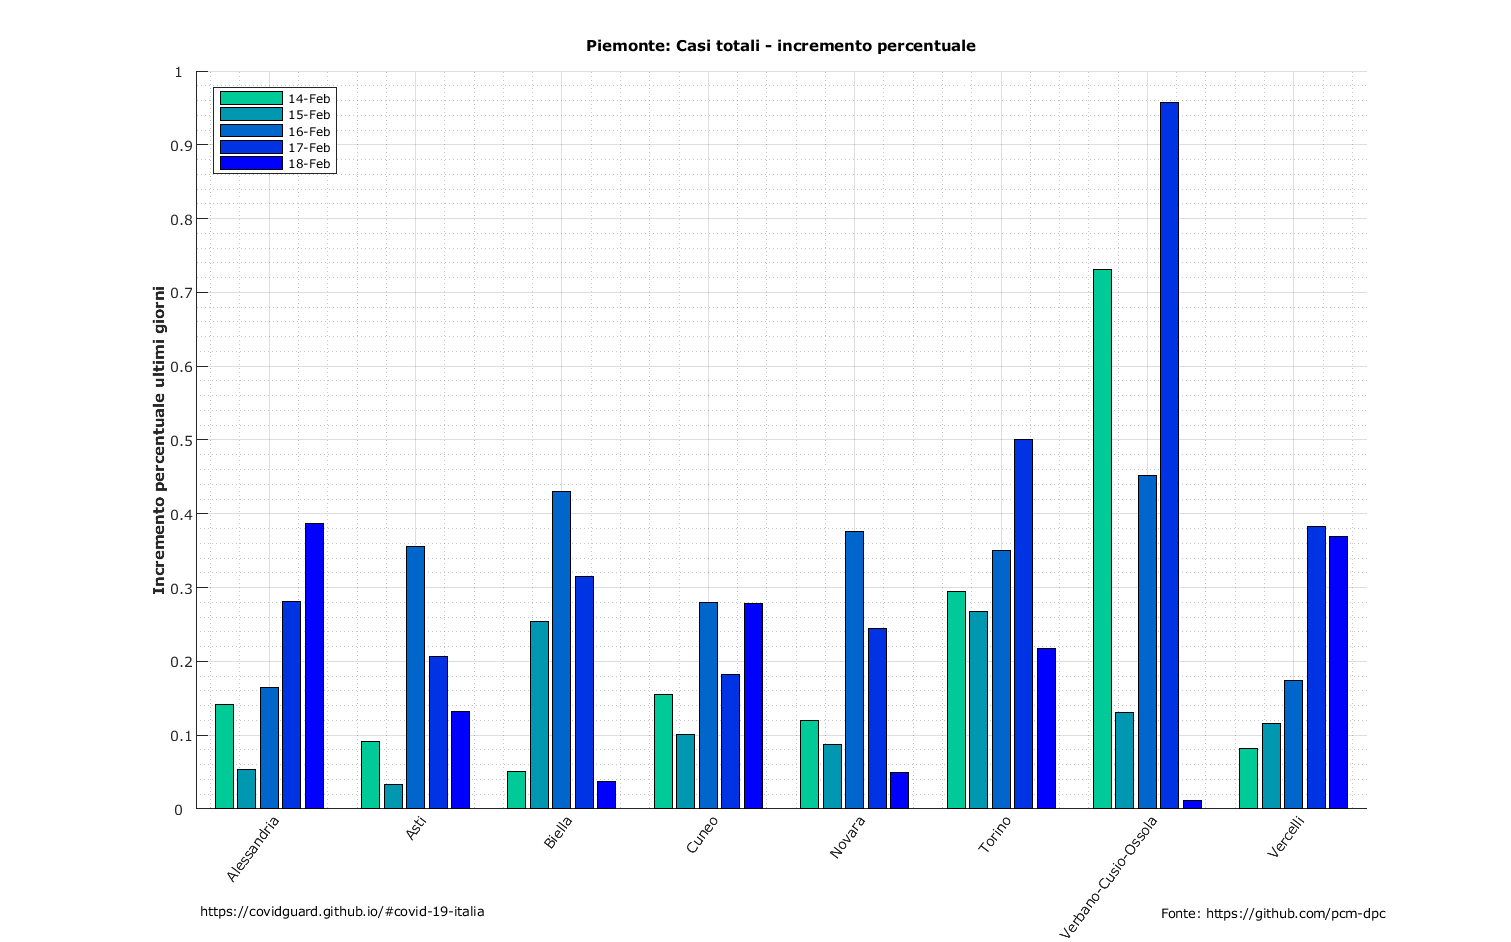 Piemonte: Casi totali - incremento percentuale
Incremento percentuale ultimi giorni
1
0.9
0.8
0.7
0.6
0.5
0.4
0.3
0.2
0.1
0
14-Feb
15-Feb
16-Feb
17-Feb
18-Feb
Alessandria
Asti
Biella
Cuneo
Novara
Torino
Verbano-Cusio-Ossola
Vercelli
https://covidguard.github.io/#covid-19-italia
Fonte: https://github.com/pcm-dpc